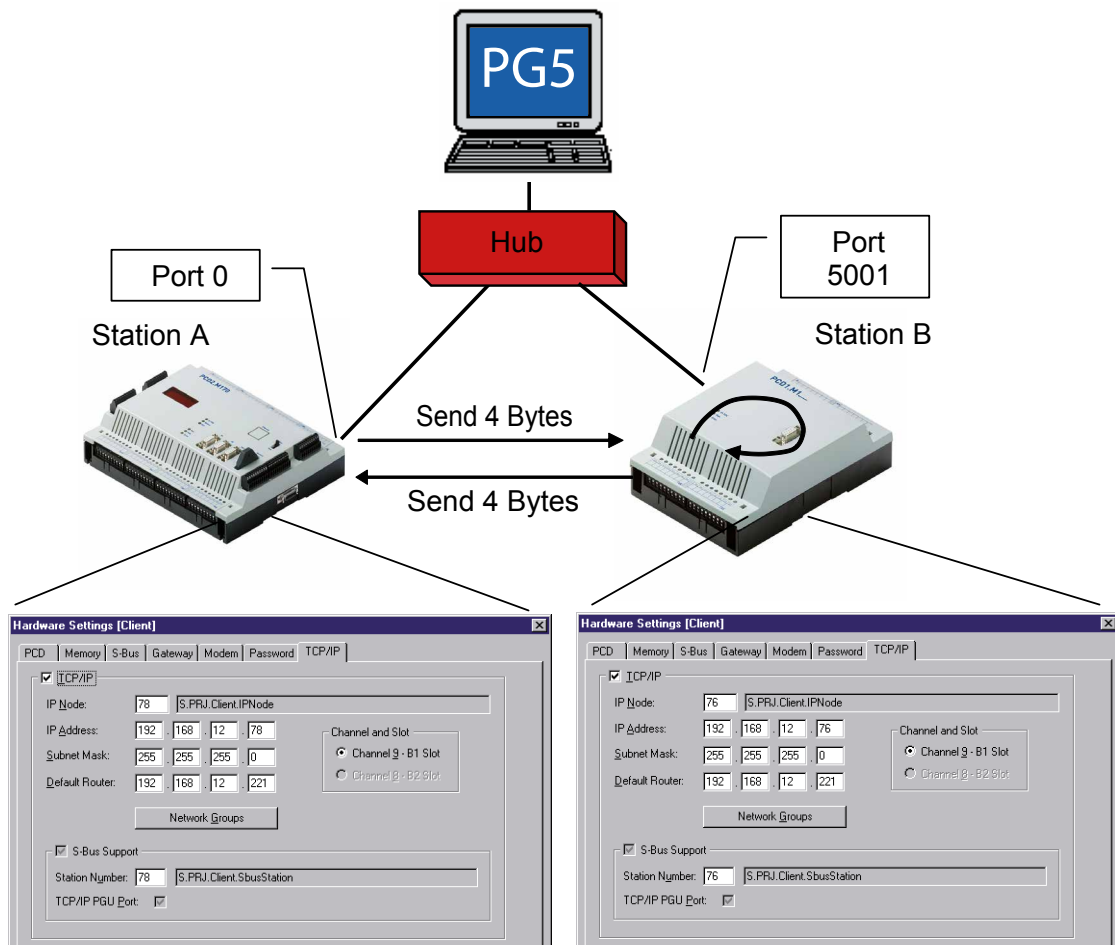 PG5
Hub
Port 0
Port
5001
Station A
Station B
PCD2.M170
PCD1.M1__
Send 4 Bytes
Send 4 Bytes
Hardware Settings [Client]
PCD Memory S-Bus Gateway Modem Password TCP/IP
TCP/IP
IP Node: 78 S.PRJ.Client.IPNode
IP Address: 192 . 168 . 12 . 78
Channel and Slot
Subnet Mask: 255 . 255 . 255 . 0
Channel 9 - B1 Slot
Default Router: 192 . 168 . 12 . 221
Channel 8 - B2 Slot
Network Groups
S-Bus Support
Station Number: 78 S.PRJ.Client.SbusStation
TCP/IP PGU Port:
Hardware Settings [Client]
PCD Memory S-Bus Gateway Modem Password TCP/IP
TCP/IP
IP Node: 76 S.PRJ.Client.IPNode
IP Address: 192 . 168 . 12 . 76
Channel and Slot
Subnet Mask: 255 . 255 . 255 . 0
Channel 9 - B1 Slot
Default Router: 192 . 168 . 12 . 221
Channel 8 - B2 Slot
Network Groups
S-Bus Support
Station Number: 76 S.PRJ.Client.SbusStation
TCP/IP PGU Port: